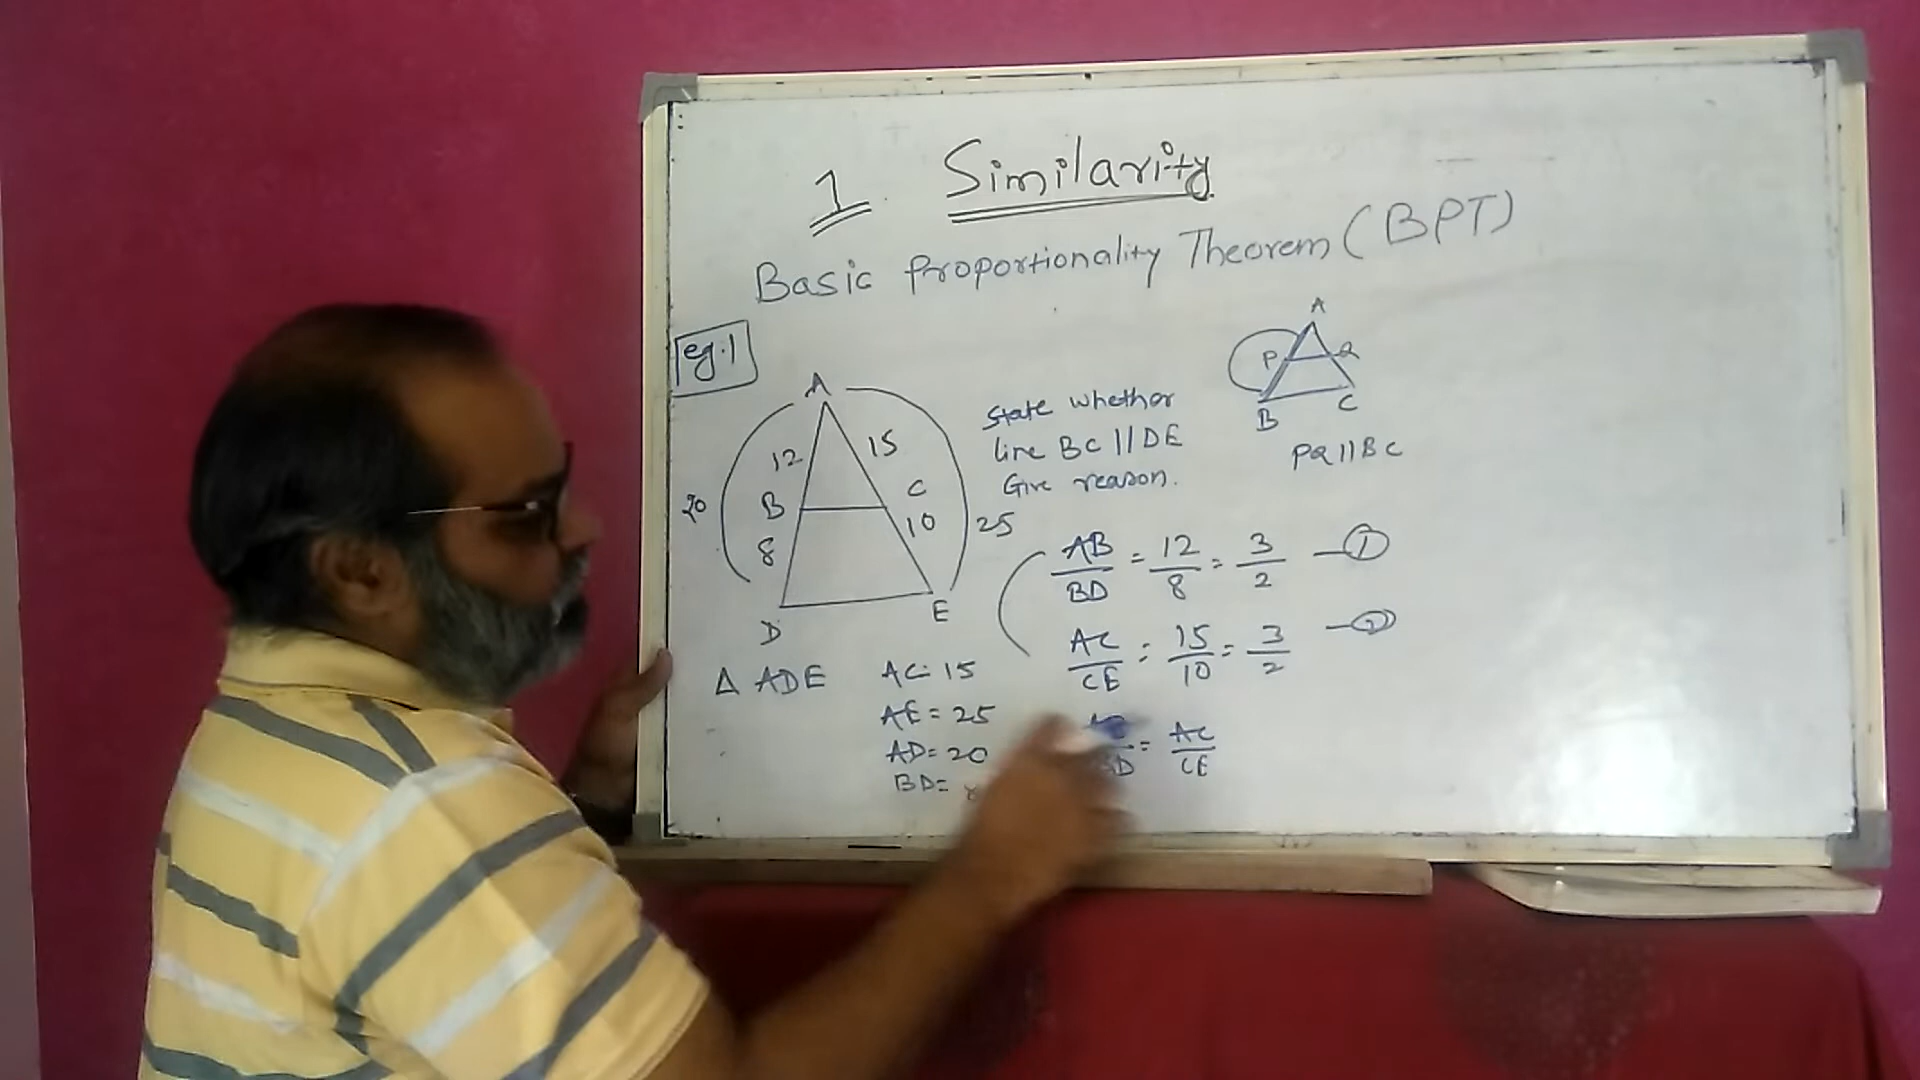 1 Similarity
Basic Proportionality Theorem (BPT)
eg.1
A
12
15
B
C
20
8
10
25
D
E
State whether
line BC // DE
Give reason.
A
P
Q
B
C
PQ // BC
AB/BD = 12/8 = 3/2 — 1
AC/CE = 15/10 = 3/2 — 2
BD = AC/CE
Δ ADE
AC = 15
AE = 25
AD = 20
BD =